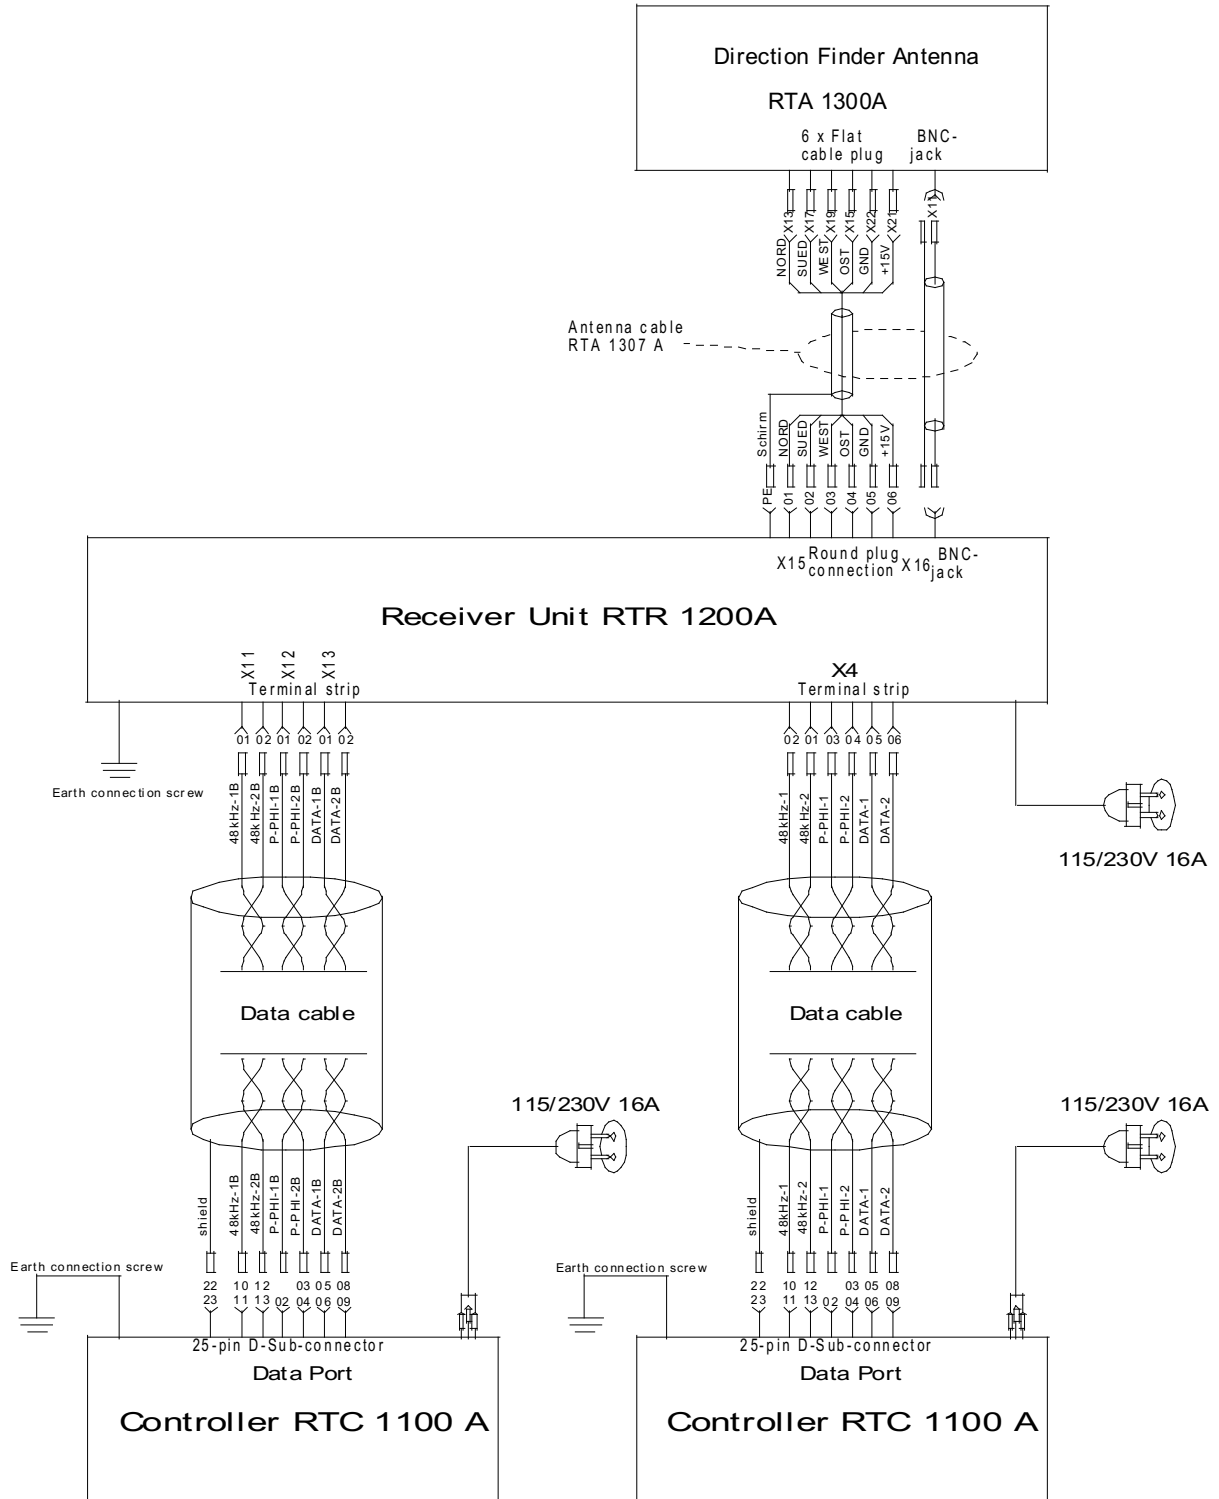 Direction Finder Antenna
RTA 1300A
6 x Flat
cable plug
BNC-
jack
X13 X17 X19 X15 X22 X21 X11
NORD SUED WEST OST GND +15V
Antenna cable
RTA 1307 A
Schirm NORD SUED WEST OST GND +15V
PE 01 02 03 04 05 06
X15 Round plug
connection
X16 BNC-
jack
Receiver Unit RTR 1200A
X11 X12 X13
Terminal strip
X4
Terminal strip
01 02 01 02 01 02
02 01 03 04 05 06
Earth connection screw
48kHz-1B 48kHz-2B P-PHI-1B P-PHI-2B DATA-1B DATA-2B
48kHz-1 48kHz-2 P-PHI-1 P-PHI-2 DATA-1 DATA-2
115/230V 16A
Data cable
Data cable
115/230V 16A
115/230V 16A
shield 48kHz-1B 48kHz-2B P-PHI-1B P-PHI-2B DATA-1B DATA-2B
shield 48kHz-1 48kHz-2 P-PHI-1 P-PHI-2 DATA-1 DATA-2
Earth connection screw
Earth connection screw
22 10 12 03 05 08
23 11 13 02 04 06 09
22 10 12 03 05 08
23 11 13 02 04 06 09
25-pin D-Sub-connector
Data Port
Controller RTC 1100 A
25-pin D-Sub-connector
Data Port
Controller RTC 1100 A